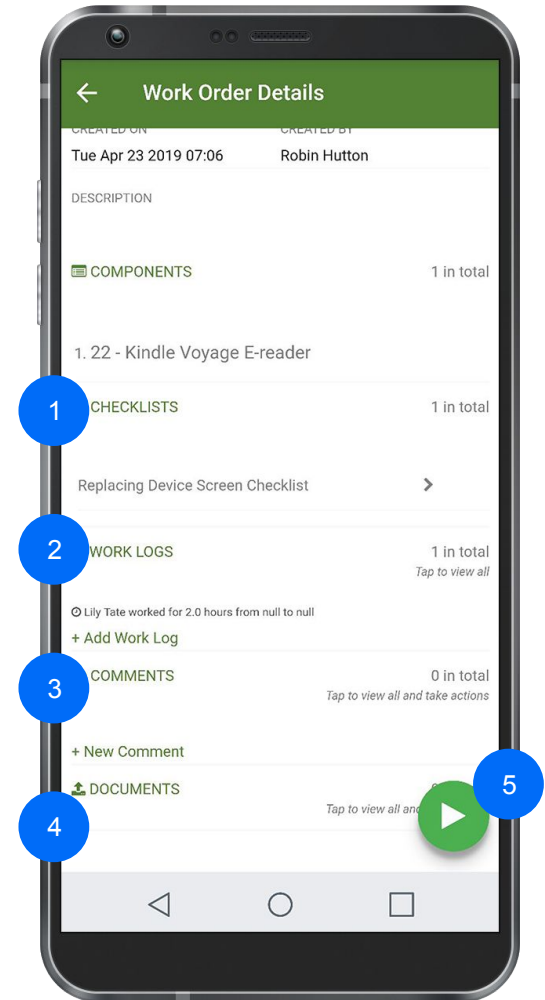 Work Order Details
CREATED ON CREATED BY
Tue Apr 23 2019 07:06 Robin Hutton
DESCRIPTION
COMPONENTS 1 in total
1. 22 - Kindle Voyage E-reader
1 CHECKLISTS 1 in total
Replacing Device Screen Checklist
2 WORK LOGS 1 in total
Tap to view all
Lily Tate worked for 2.0 hours from null to null
+ Add Work Log
3 COMMENTS 0 in total
Tap to view all and take actions
+ New Comment
5
DOCUMENTS
Tap to view all and
4